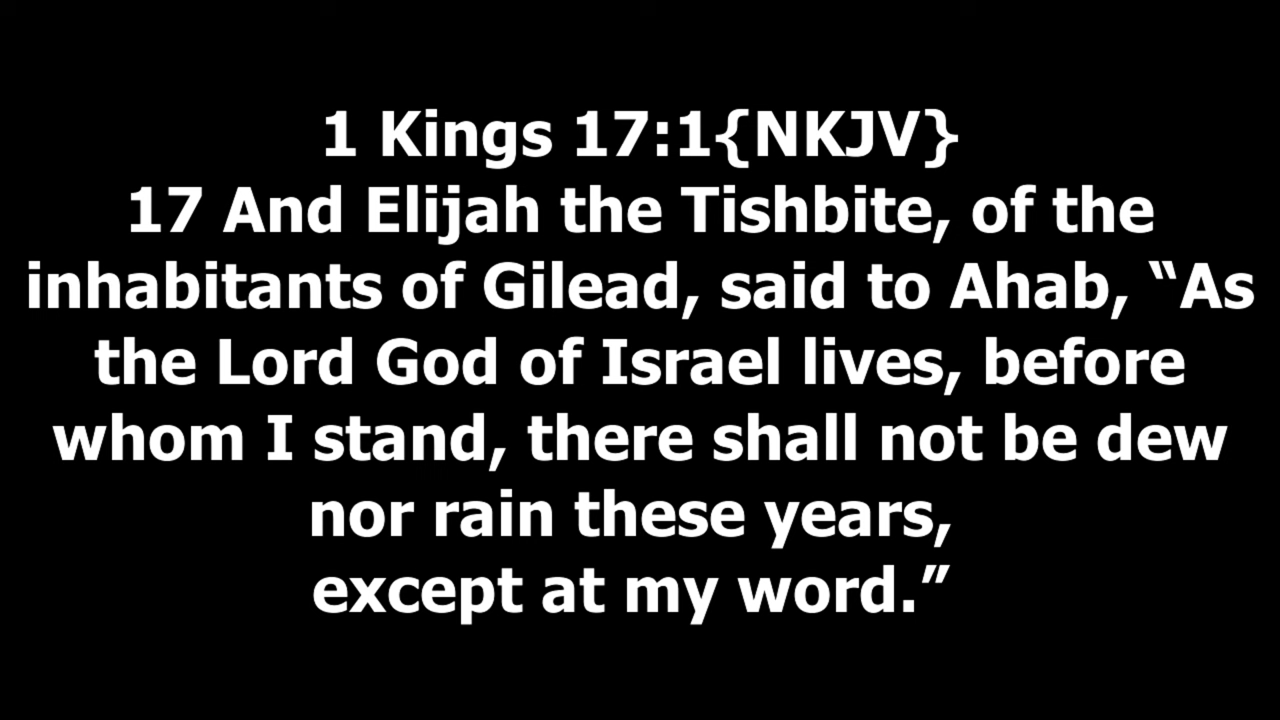 1 Kings 17:1{NKJV}
17 And Elijah the Tishbite, of the
inhabitants of Gilead, said to Ahab, “As
the Lord God of Israel lives, before
whom I stand, there shall not be dew
nor rain these years,
except at my word.”